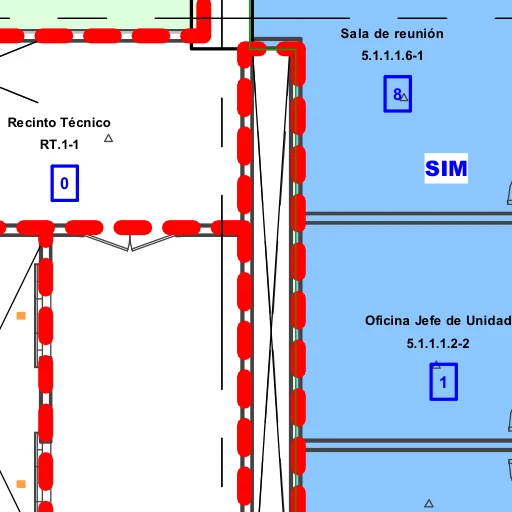 Sala de reunión
5.1.1.1.6-1
8
Recinto Técnico
RT.1-1
0
SIM
Oficina Jefe de Unidad
5.1.1.1.2-2
1